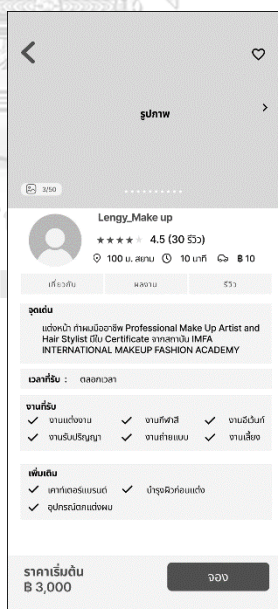 รูปภาพ
3/50
Lengy_Make up
4.5 (30 รีวิว)
100 ม. สยาม 10 นาที ฿ 10
เกี่ยวกับ ผลงาน รีวิว
จุดเด่น
แต่งหน้า ทำผมมืออาชีพ Professional Make Up Artist and
Hair Stylist มีใบ Certificate จากสถาบัน IMFA
INTERNATIONAL MAKEUP FASHION ACADEMY
เวลาที่รับ : ตลอดเวลา
งานที่รับ
งานแต่งงาน งานกีฬาสี งานอีเว้นท์
งานรับปริญญา งานถ่ายแบบ งานเลี้ยง
เพิ่มเติม
เคาท์เตอร์แบรนด์ บำรุงผิวก่อนแต่ง
อุปกรณ์ตกแต่งผม
ราคาเริ่มต้น
฿ 3,000
จอง